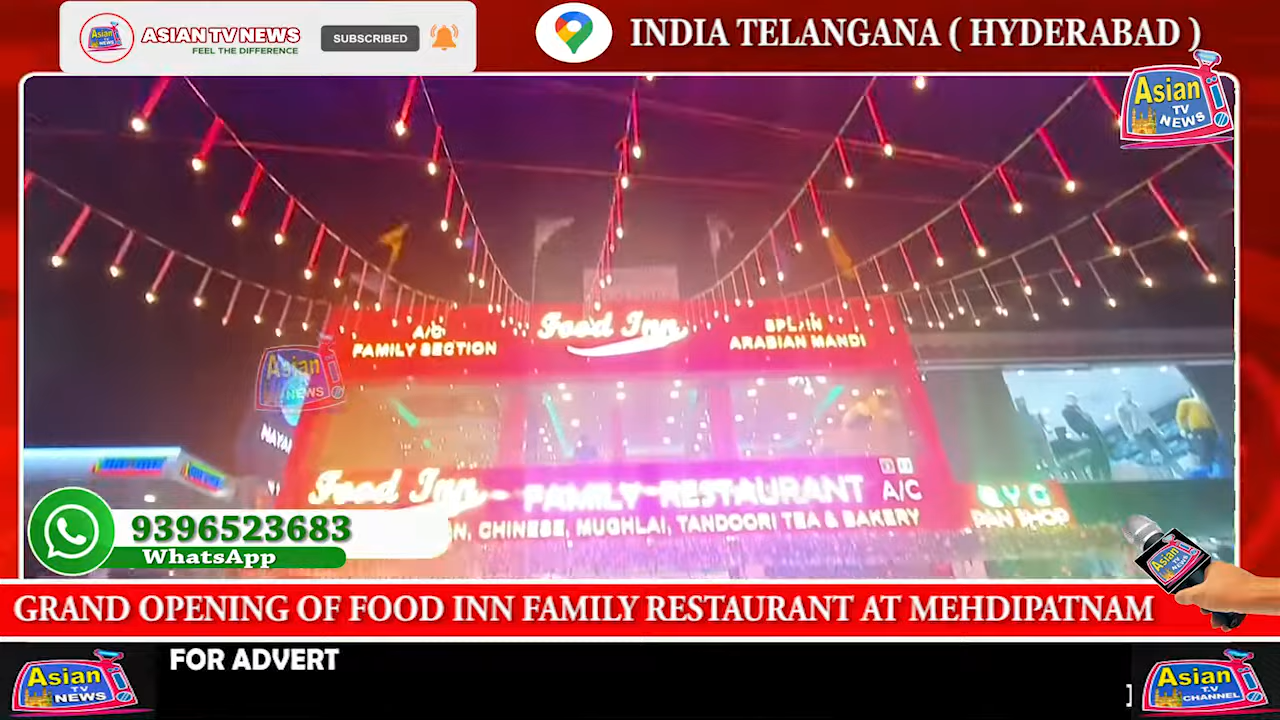 ASIAN TV NEWS
FEEL THE DIFFERENCE
SUBSCRIBED
INDIA TELANGANA ( HYDERABAD )
Asian
TV
NEWS
A/C
FAMILY SECTION
Food Inn
ARABIAN MANDI
Asian
NEWS
Food Inn - FAMILY RESTAURANT A/C
N, CHINESE, MUGHLAI, TANDOORI TEA & BAKERY
PAN SHOP
9396523683
WhatsApp
GRAND OPENING OF FOOD INN FAMILY RESTAURANT AT MEHDIPATNAM
FOR ADVERT
Asian
TV
NEWS
Asian
T.V
CHANNEL